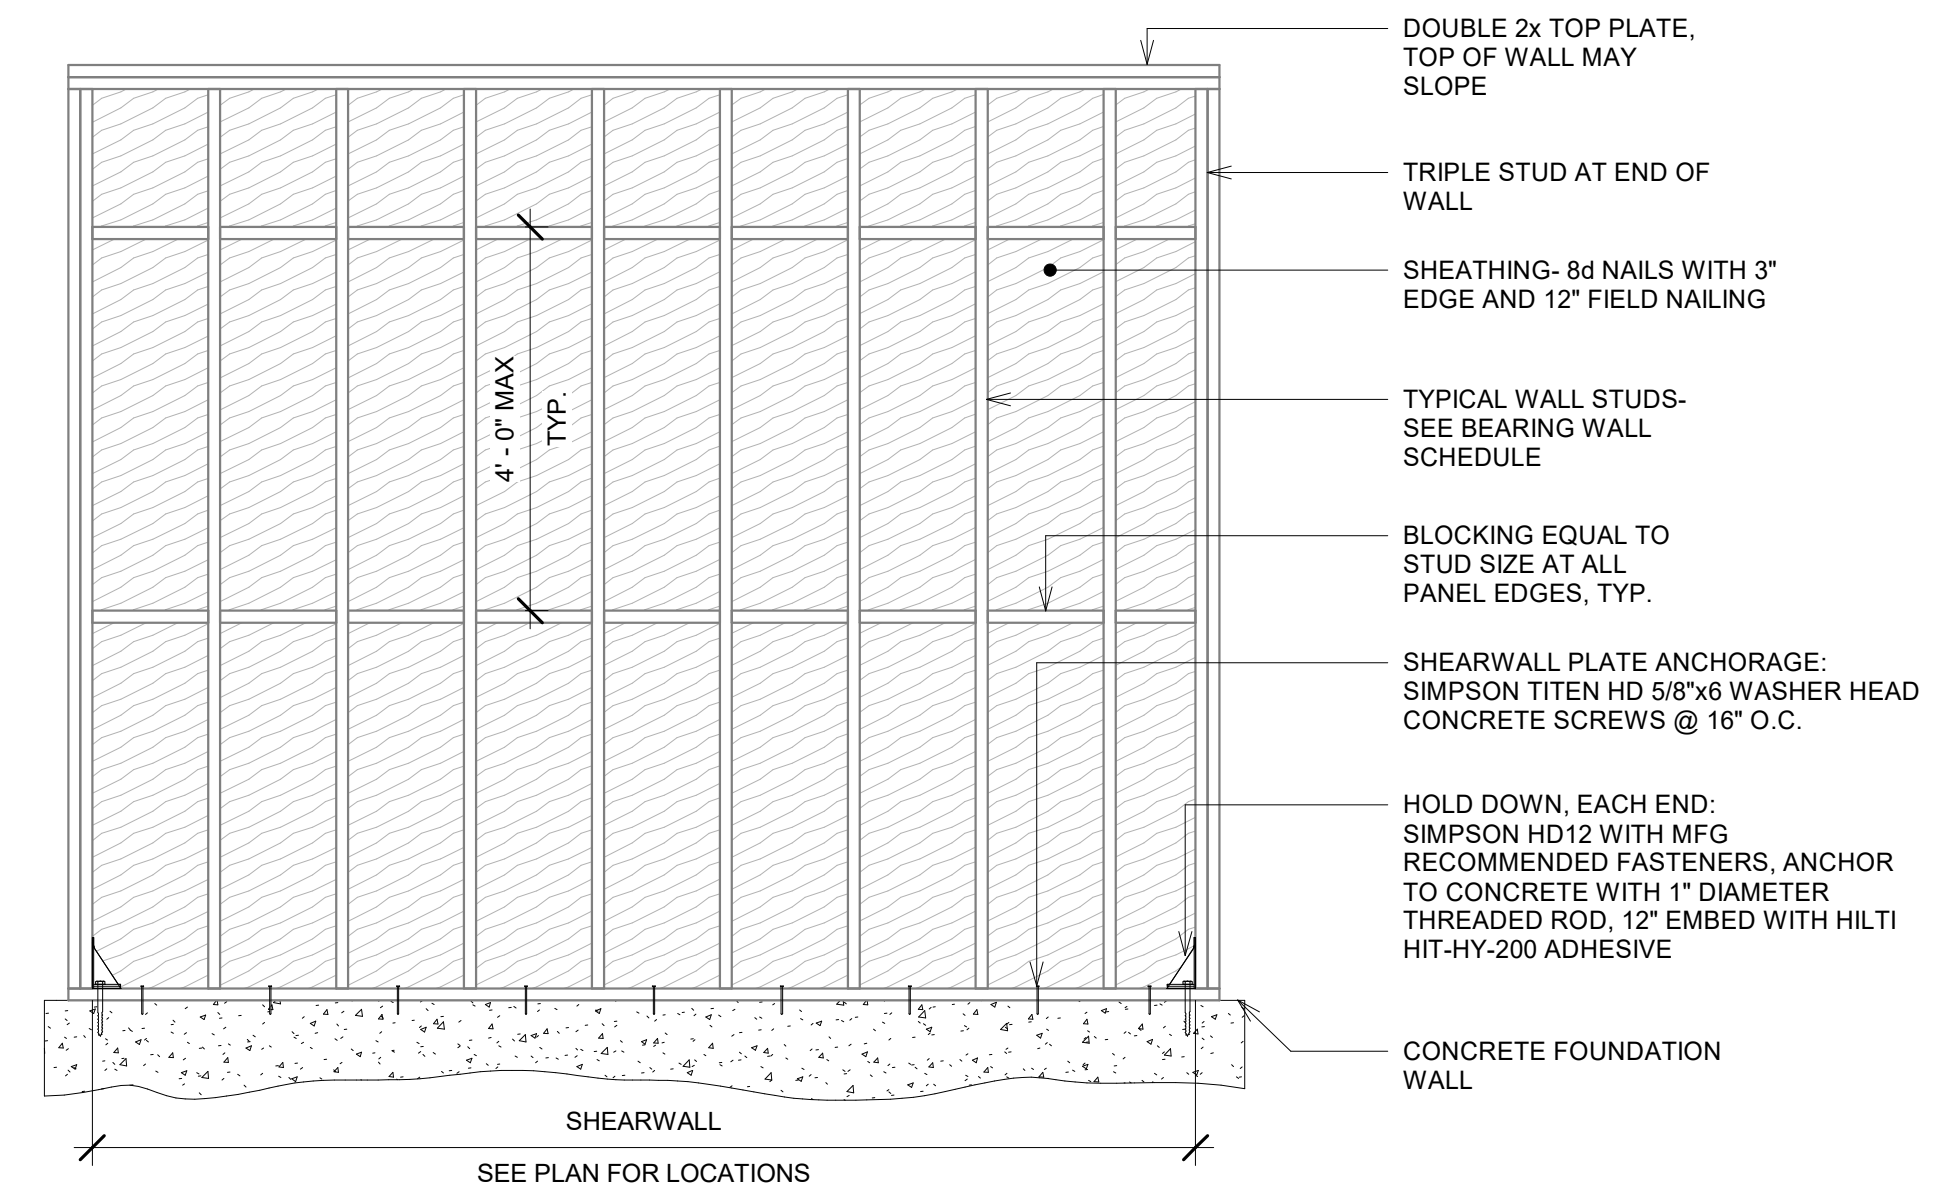 DOUBLE 2x TOP PLATE,
TOP OF WALL MAY
SLOPE
TRIPLE STUD AT END OF
WALL
SHEATHING- 8d NAILS WITH 3"
EDGE AND 12" FIELD NAILING
4' - 0" MAX
TYP.
TYPICAL WALL STUDS-
SEE BEARING WALL
SCHEDULE
BLOCKING EQUAL TO
STUD SIZE AT ALL
PANEL EDGES, TYP.
SHEARWALL PLATE ANCHORAGE:
SIMPSON TITEN HD 5/8"x6 WASHER HEAD
CONCRETE SCREWS @ 16" O.C.
HOLD DOWN, EACH END:
SIMPSON HD12 WITH MFG
RECOMMENDED FASTENERS, ANCHOR
TO CONCRETE WITH 1" DIAMETER
THREADED ROD, 12" EMBED WITH HILTI
HIT-HY-200 ADHESIVE
CONCRETE FOUNDATION
WALL
SHEARWALL
SEE PLAN FOR LOCATIONS